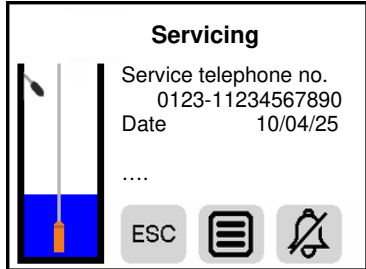 Servicing
Service telephone no.
0123-11234567890
Date 10/04/25
....
ESC